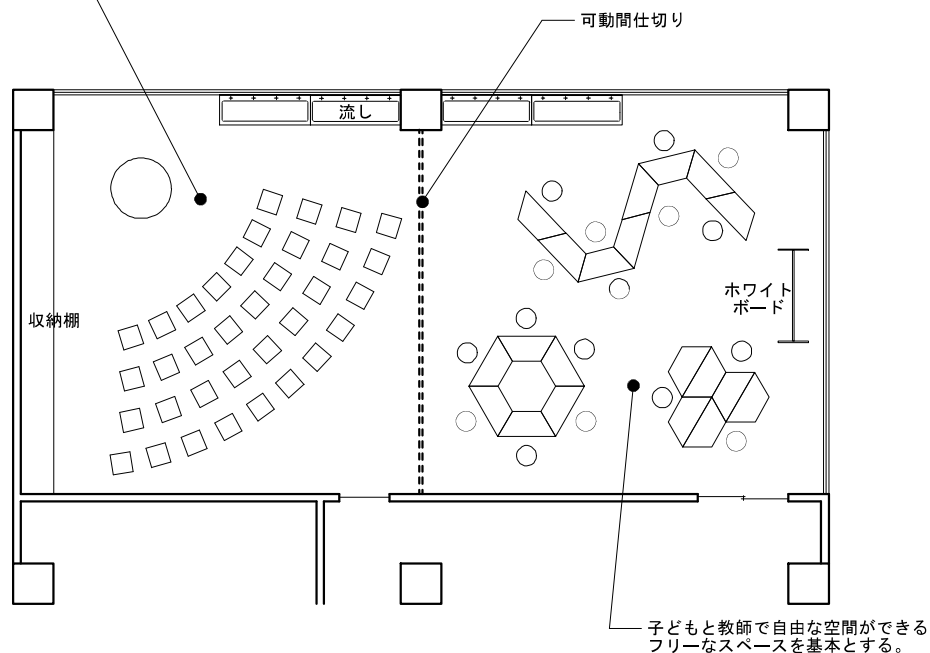 可動間仕切り
流し
ホワイト
ボード
収納棚
子どもと教師で自由な空間ができる
フリーなスペースを基本とする。